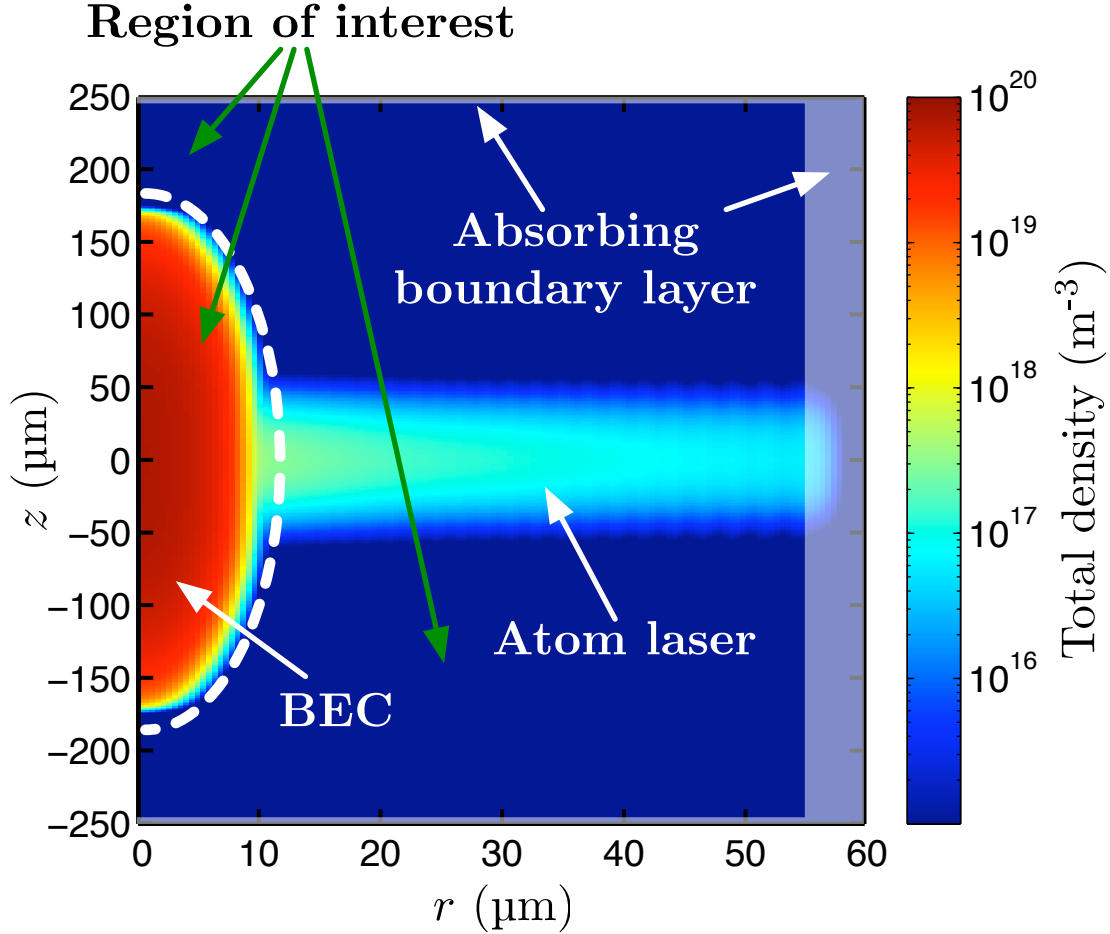 Region of interest
250
200
150
100
50
0
−50
−100
−150
−200
−250
z (µm)
Absorbing
boundary layer
Atom laser
BEC
0 10 20 30 40 50 60
r (µm)
10^20
10^19
10^18
10^17
10^16
Total density (m^-3)